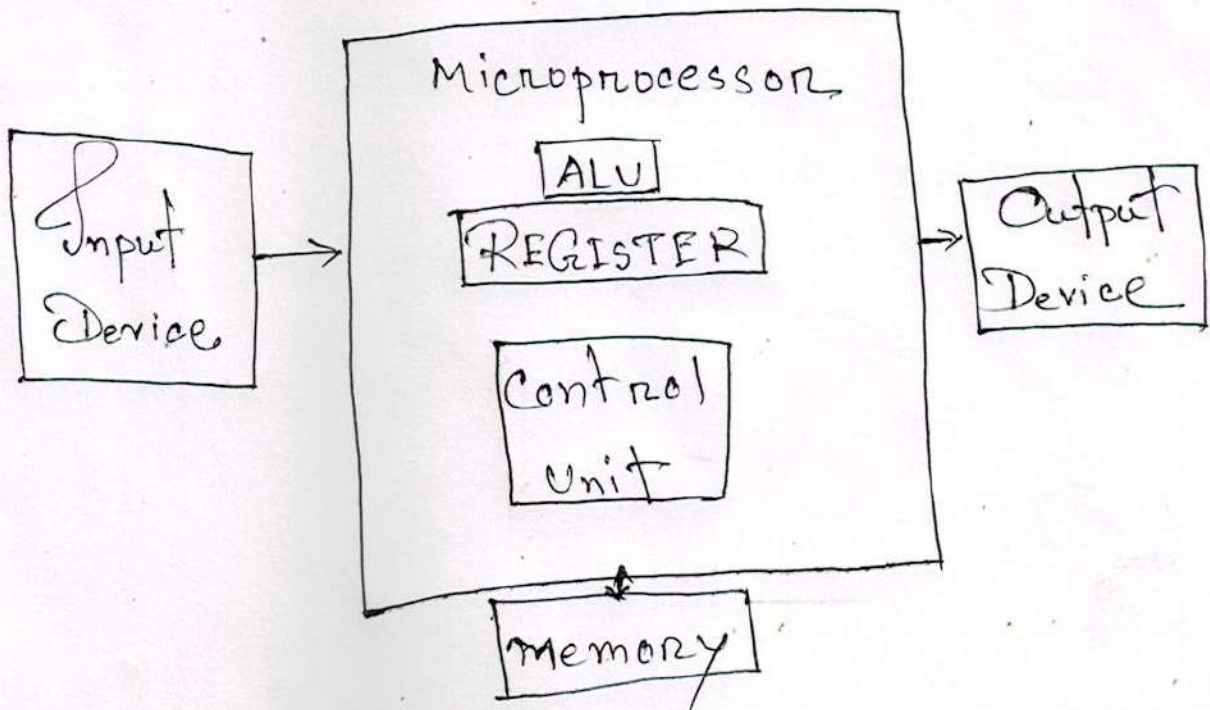 Microprocessor
ALU
REGISTER
Control
unit
Input
Device
Output
Device
memory